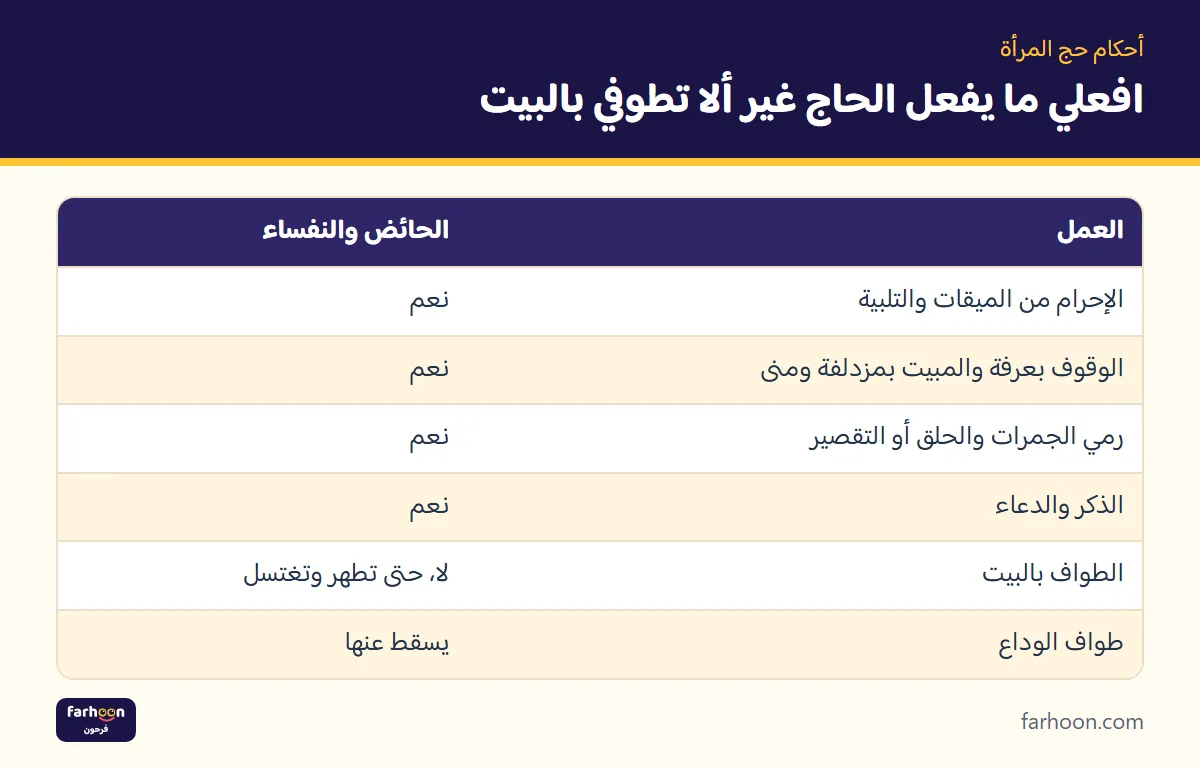 أحكام حج المرأة
افعلي ما يفعل الحاج غير ألا تطوفي بالبيت
العمل الحائض والنفساء
الإحرام من الميقات والتلبية نعم
الوقوف بعرفة والمبيت بمزدلفة ومنى نعم
رمي الجمرات والحلق أو التقصير نعم
الذكر والدعاء نعم
الطواف بالبيت لا، حتى تطهر وتغتسل
طواف الوداع يسقط عنها
farhoon.com
farhoon
فرحون